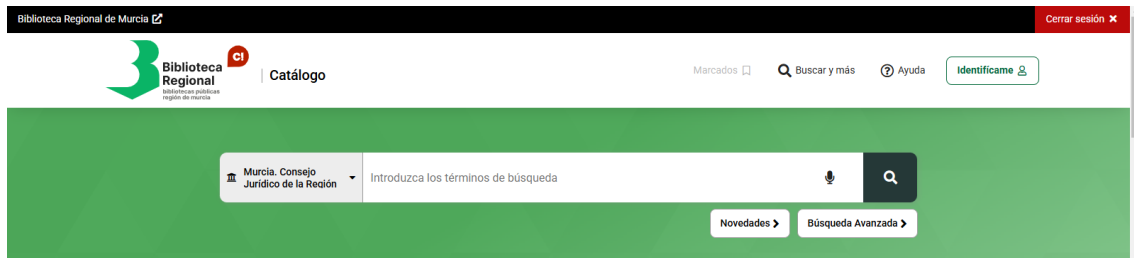 Biblioteca Regional de Murcia
Cerrar sesión ✖
Biblioteca
Regional
bibliotecas públicas
región de murcia
CI
Catálogo
Marcados
Buscar y más
Ayuda
Identifícame
Murcia. Consejo
Jurídico de la Región
Introduzca los términos de búsqueda
Novedades
Búsqueda Avanzada